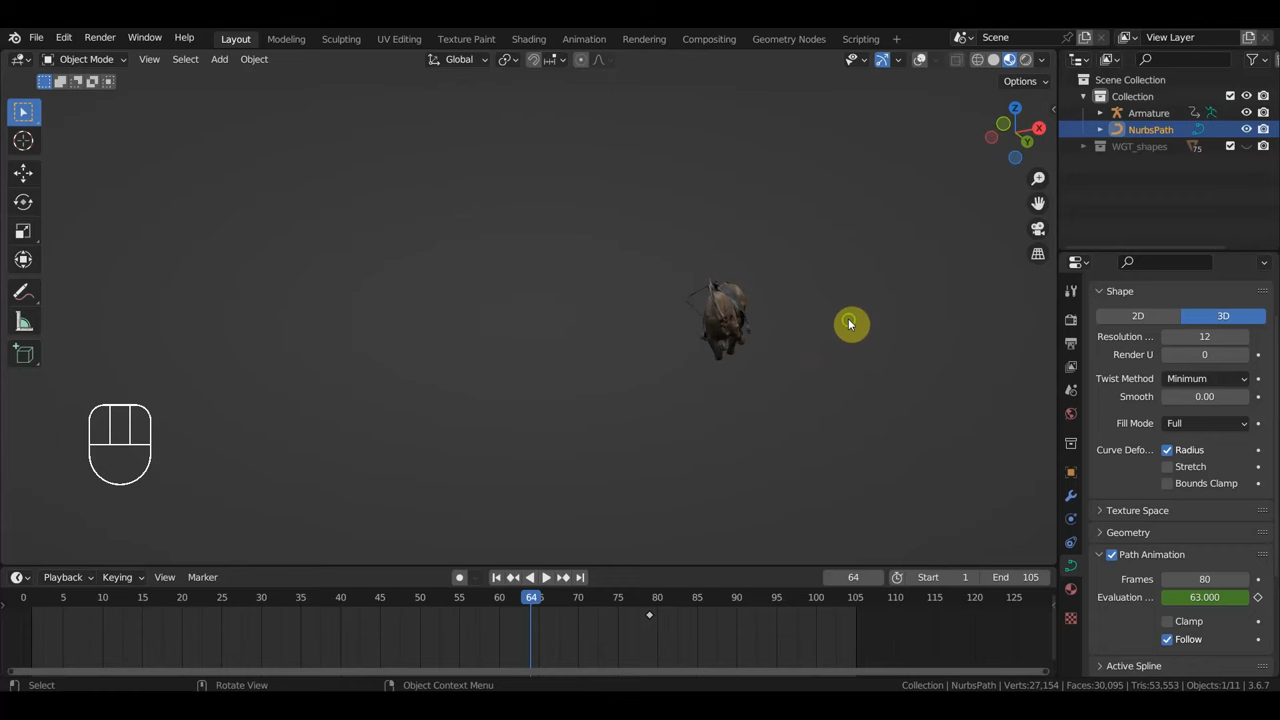 File Edit Render Window Help Layout Modeling Sculpting UV Editing Texture Paint Shading Animation Rendering Compositing Geometry Nodes Scripting + Scene View Layer
Object Mode View Select Add Object Global
Options
X
Y
Z
Scene Collection
Collection
Armature
NurbsPath
WGT_shapes 75
Shape
2D 3D
Resolution ... 12
Render U 0
Twist Method Minimum
Smooth 0.00
Fill Mode Full
Curve Defo... Radius
Stretch
Bounds Clamp
Texture Space
Geometry
Path Animation
Frames 80
Evaluation ... 63.000
Clamp
Follow
Active Spline
Playback Keying View Marker 64 Start 1 End 105
0 5 10 15 20 25 30 35 40 45 50 55 60 64 70 75 80 85 90 95 100 105 110 115 120 125
Select Rotate View Object Context Menu Collection | NurbsPath | Verts:27,154 | Faces:30,095 | Tris:53,553 | Objects:1/11 | 3.6.7